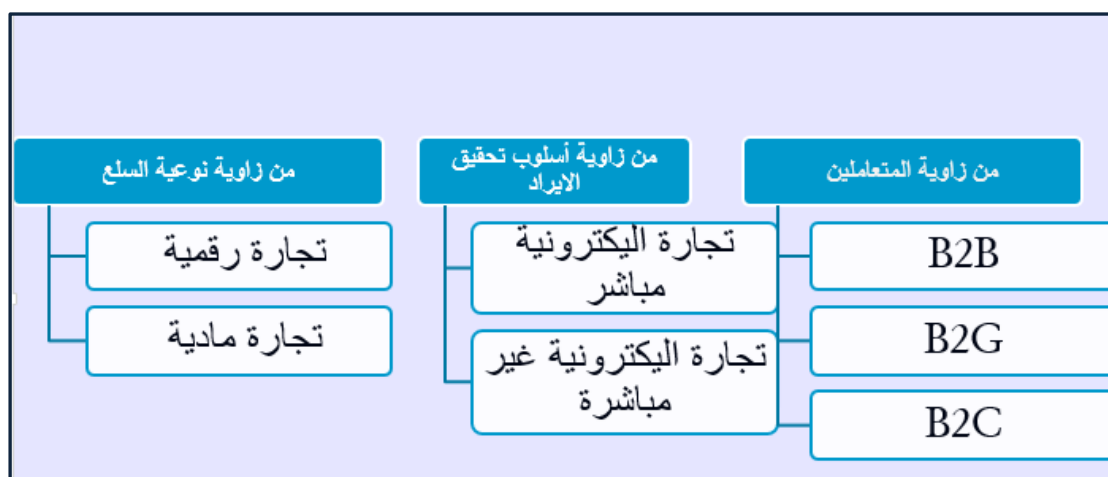 من زاوية المتعاملين
B2B
B2G
B2C
من زاوية أسلوب تحقيق
الايراد
تجارة اليكترونية
مباشر
تجارة اليكترونية غير
مباشرة
من زاوية نوعية السلع
تجارة رقمية
تجارة مادية